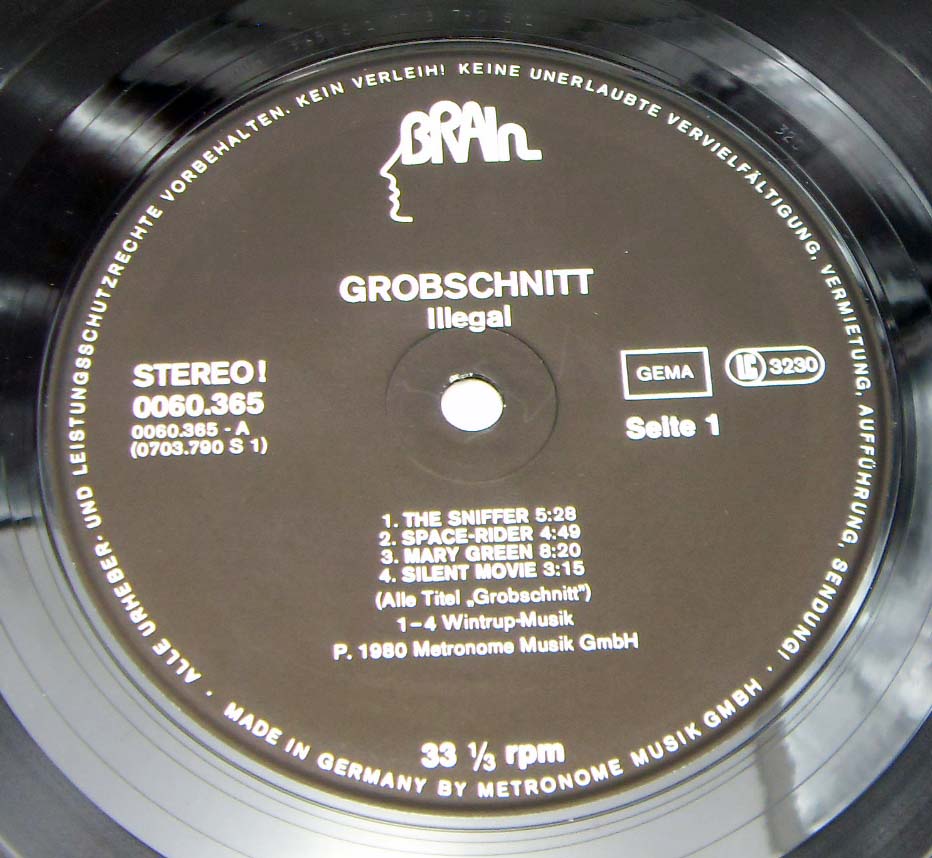 ALLE URHEBER- UND LEISTUNGSSCHUTZRECHTE VORBEHALTEN. KEIN VERLEIH! KEINE UNERLAUBTE VERVIELFÄLTIGUNG, VERMIETUNG, AUFFÜHRUNG, SENDUNG!
BRAIn
GROBSCHNITT
Illegal
STEREO!
0060.365
0060.365 - A
(0703.790 S 1)
GEMA
LC 3230
Seite 1
1. THE SNIFFER 5:28
2. SPACE-RIDER 4:49
3. MARY GREEN 8:20
4. SILENT MOVIE 3:15
(Alle Titel „Grobschnitt")
1-4 Wintrup-Musik
P. 1980 Metronome Musik GmbH
33 ⅓ rpm
· MADE IN GERMANY BY METRONOME MUSIK GMBH ·